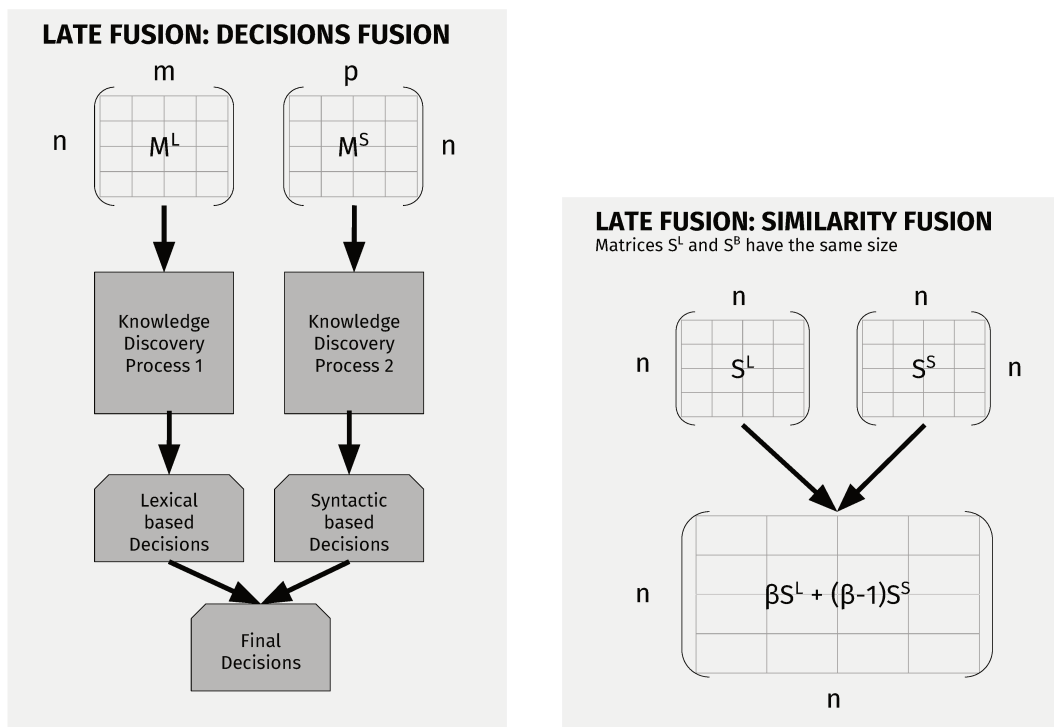 LATE FUSION: DECISIONS FUSION
m
p
n
M^L
M^S
n
Knowledge
Discovery
Process 1
Knowledge
Discovery
Process 2
Lexical
based
Decisions
Syntactic
based
Decisions
Final
Decisions
LATE FUSION: SIMILARITY FUSION
Matrices S^L and S^B have the same size
n
n
n
S^L
S^S
n
n
βS^L + (β-1)S^S
n